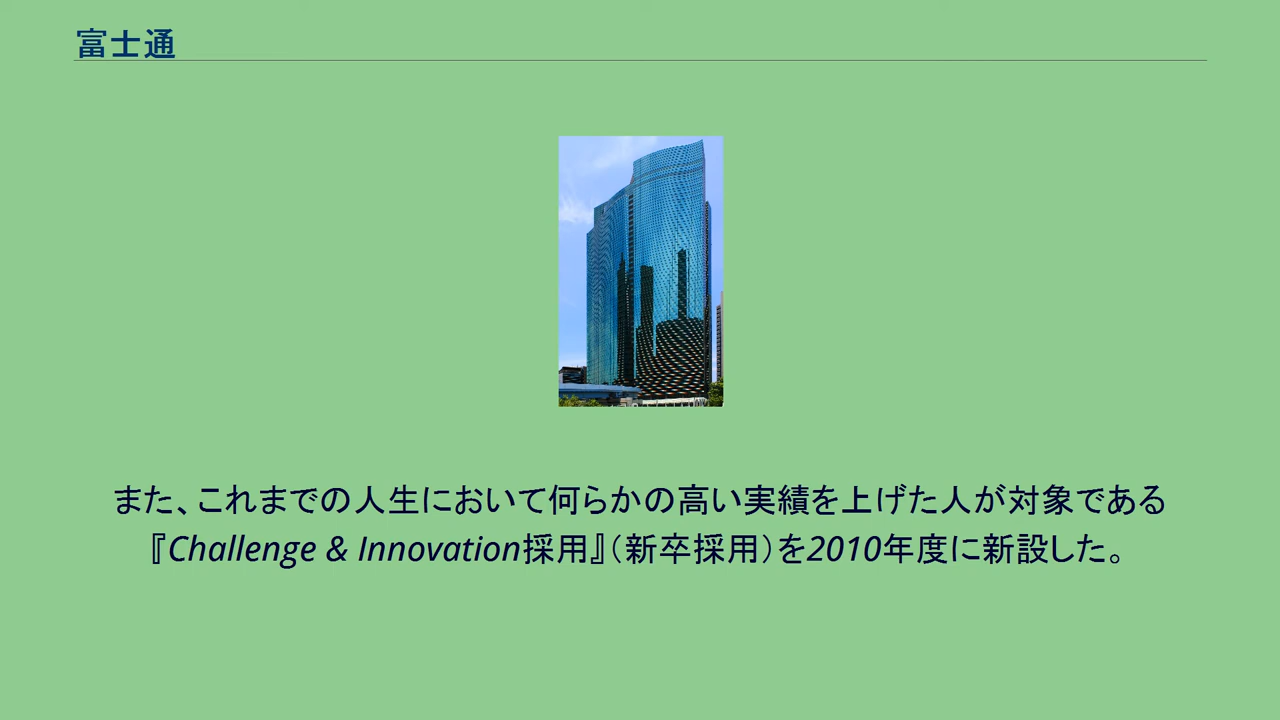 富士通
また、これまでの人生において何らかの高い実績を上げた人が対象である
『Challenge & Innovation採用』（新卒採用）を2010年度に新設した。